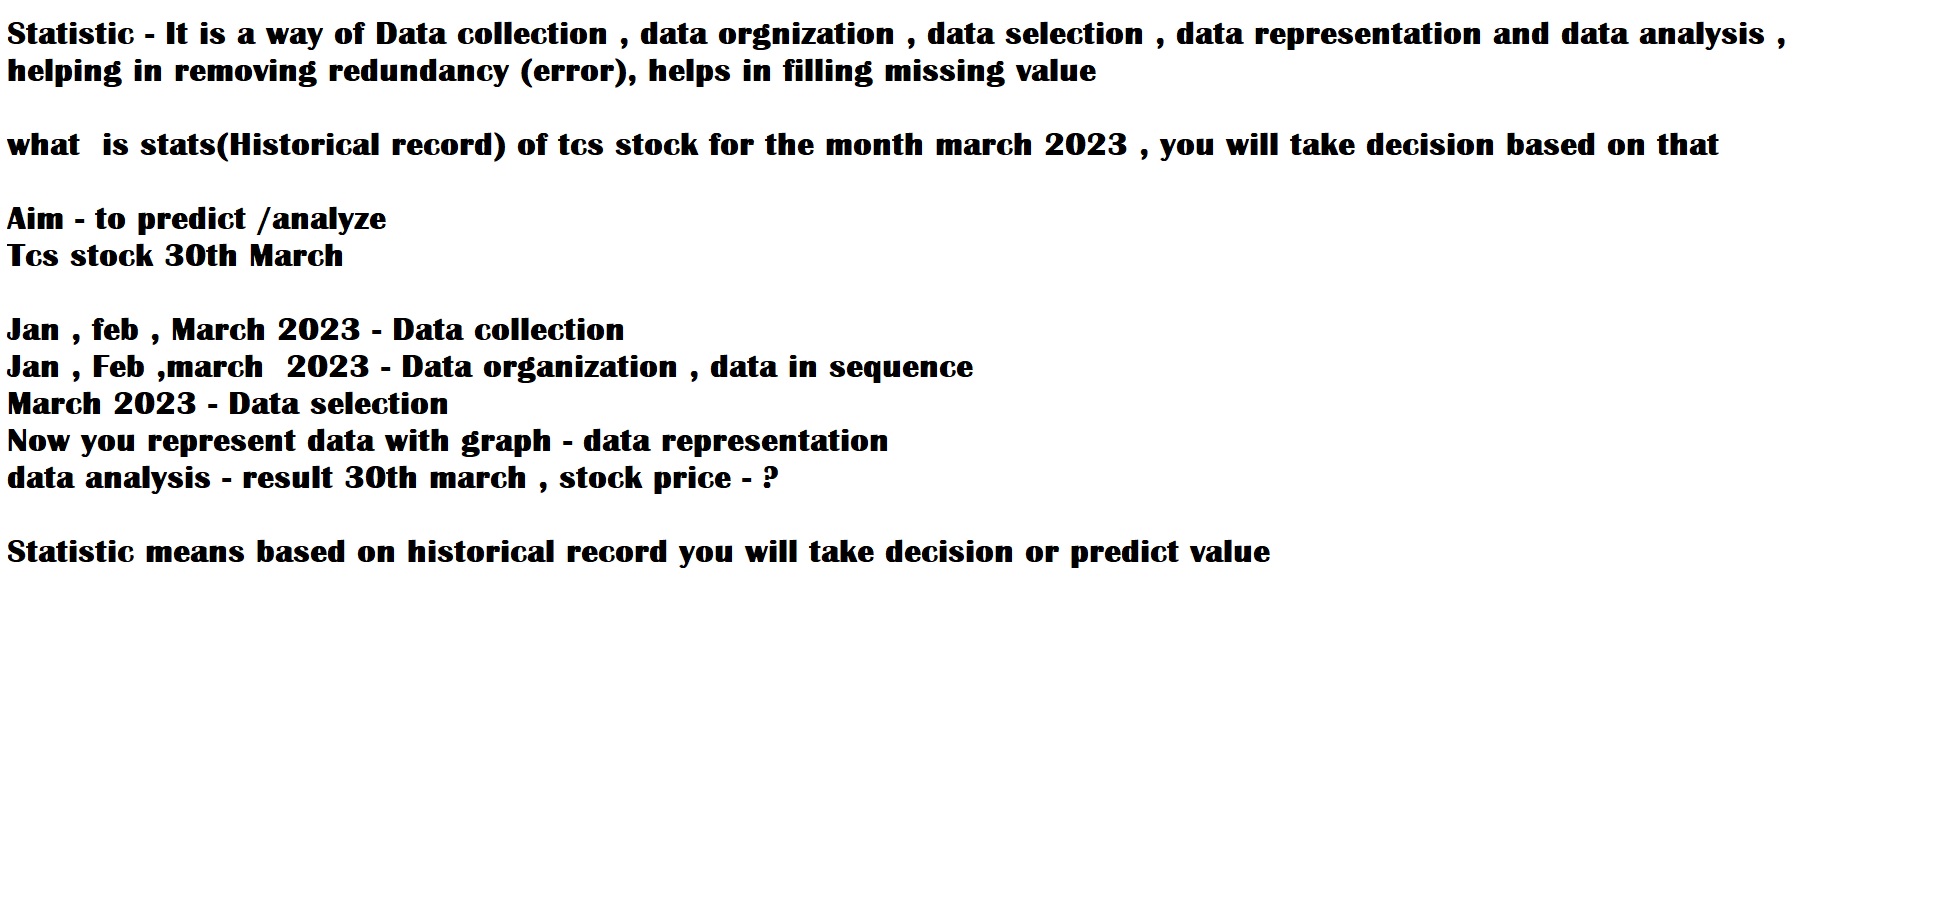 Statistic - It is a way of Data collection , data orgnization , data selection , data representation and data analysis ,
helping in removing redundancy (error), helps in filling missing value
what  is stats(Historical record) of tcs stock for the month march 2023 , you will take decision based on that
Aim - to predict /analyze
Tcs stock 30th March
Jan , feb , March 2023 - Data collection
Jan , Feb ,march  2023 - Data organization , data in sequence
March 2023 - Data selection
Now you represent data with graph - data representation
data analysis - result 30th march , stock price - ?
Statistic means based on historical record you will take decision or predict value